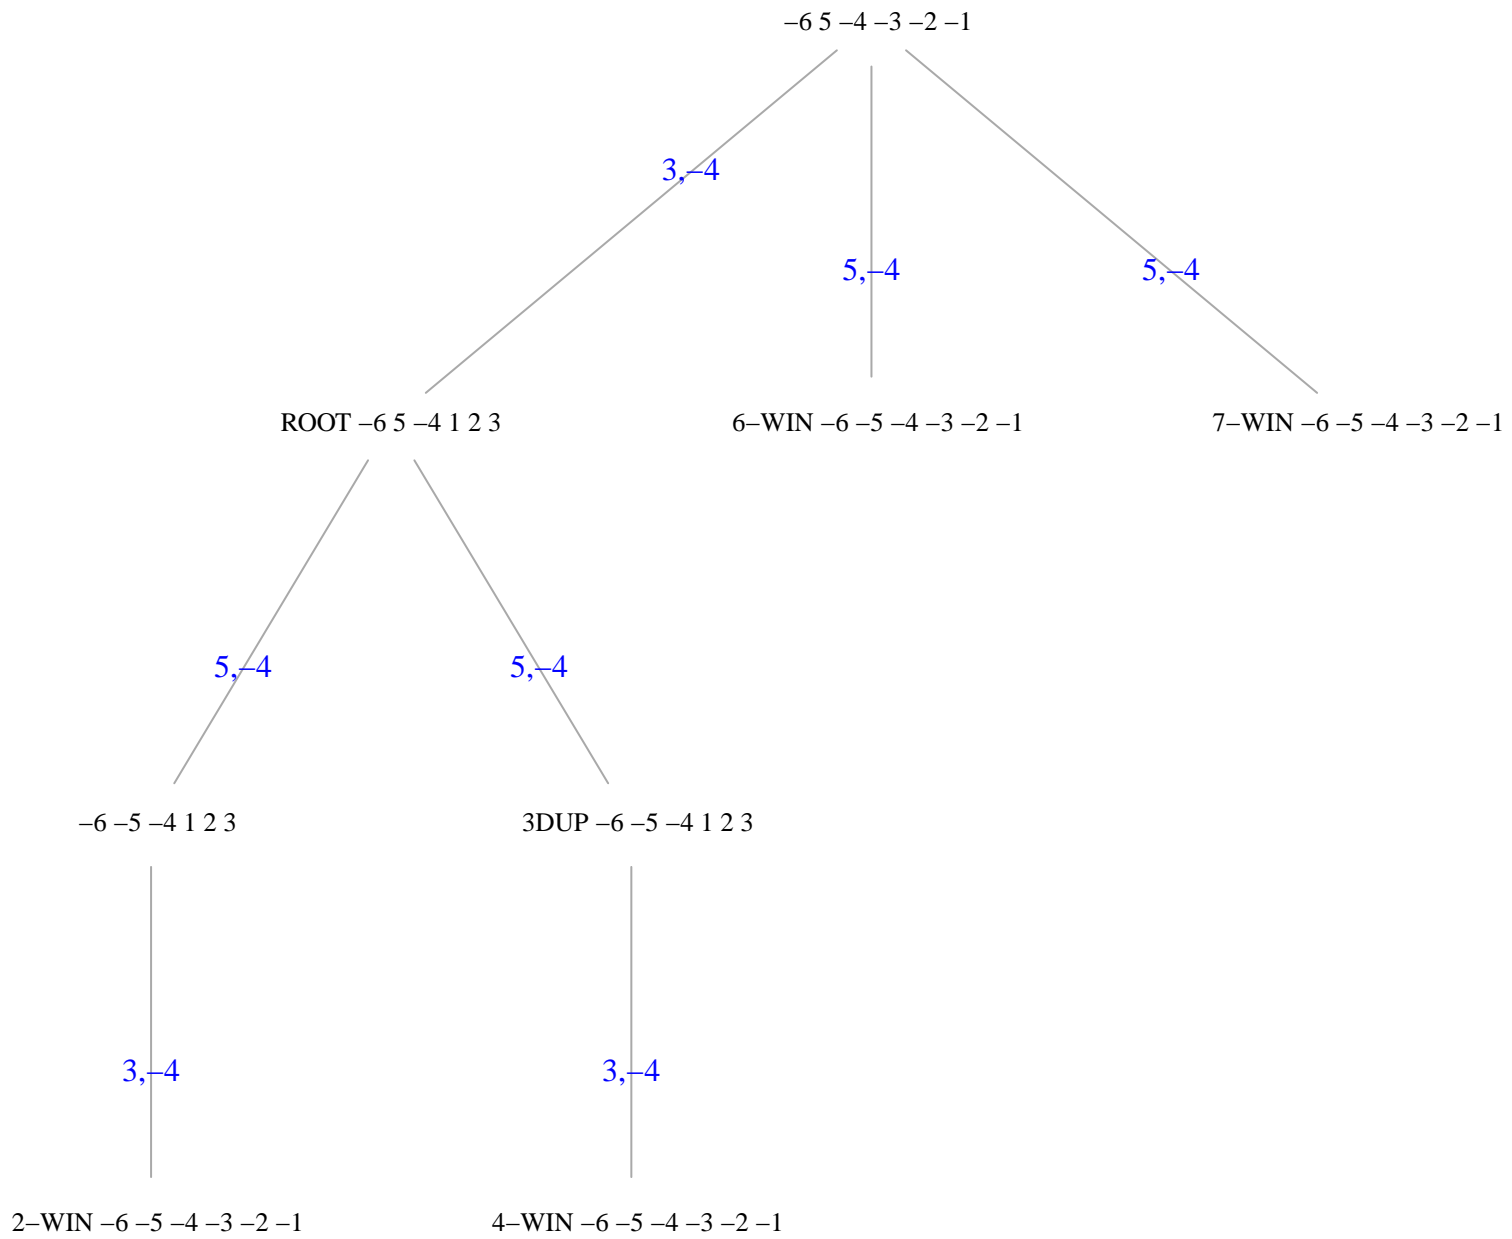 –6 5 –4 –3 –2 –1
3,–4
5,–4
5,–4
ROOT –6 5 –4 1 2 3
6–WIN –6 –5 –4 –3 –2 –1
7–WIN –6 –5 –4 –3 –2 –1
5,–4
5,–4
–6 –5 –4 1 2 3
3DUP –6 –5 –4 1 2 3
3,–4
3,–4
2–WIN –6 –5 –4 –3 –2 –1
4–WIN –6 –5 –4 –3 –2 –1